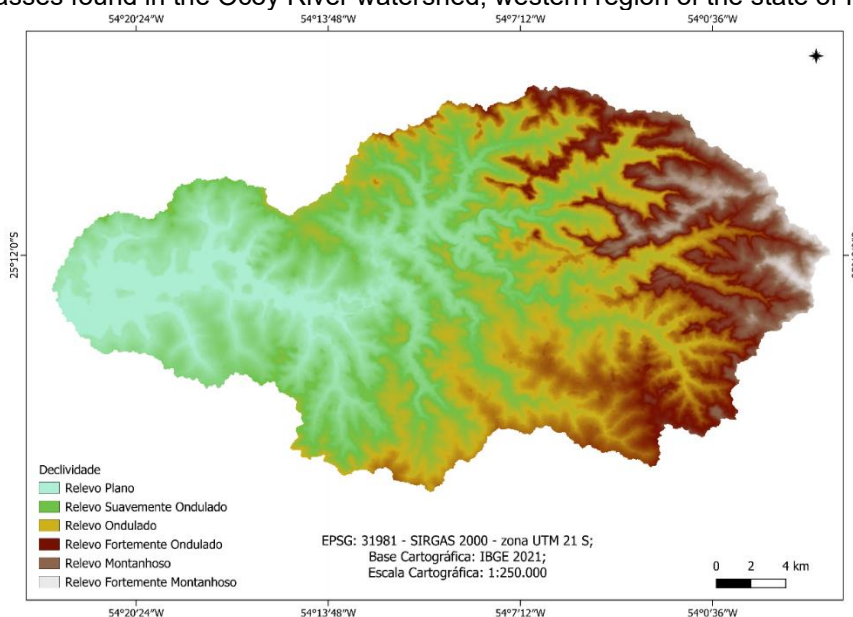 found in the Ocoy River watershed, western region of the state of
54°20'24"W 54°13'48"W 54°7'12"W 54°0'36"W
25°12'0"S
Declividade
Relevo Plano
Relevo Suavemente Ondulado
Relevo Ondulado
Relevo Fortemente Ondulado
Relevo Montanhoso
Relevo Fortemente Montanhoso
EPSG: 31981 - SIRGAS 2000 - zona UTM 21 S;
Base Cartográfica: IBGE 2021;
Escala Cartográfica: 1:250.000
0 2 4 km
54°20'24"W 54°13'48"W 54°7'12"W 54°0'36"W